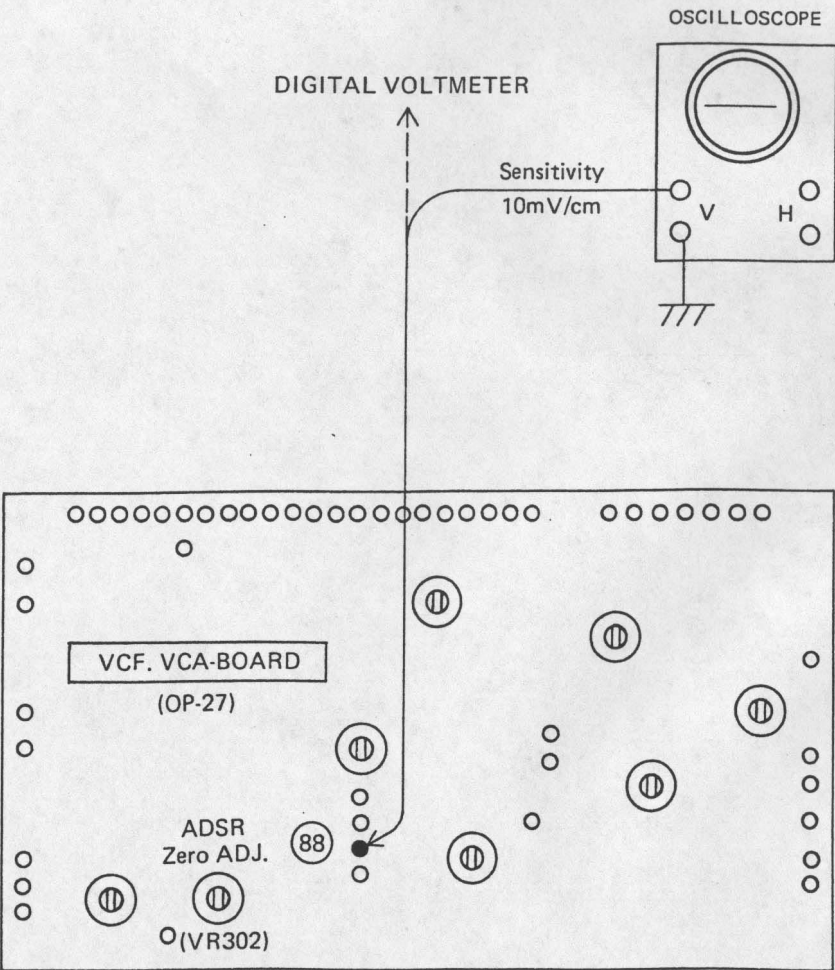 OSCILLOSCOPE
DIGITAL VOLTMETER
Sensitivity
10mV/cm
V H
VCF. VCA-BOARD
(OP-27)
ADSR
Zero ADJ.
88
(VR302)